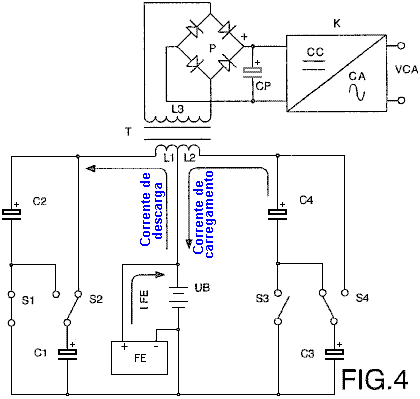 K
P
+
+
CC
CP
CA
VCA
L3
T
L1 L2
Corrente de
descarga
Corrente de
carregamento
+
C2
+
C4
S1
S2
IFE
UB
S3
S4
+
C1
+ -
FE
+
C3
FIG.4